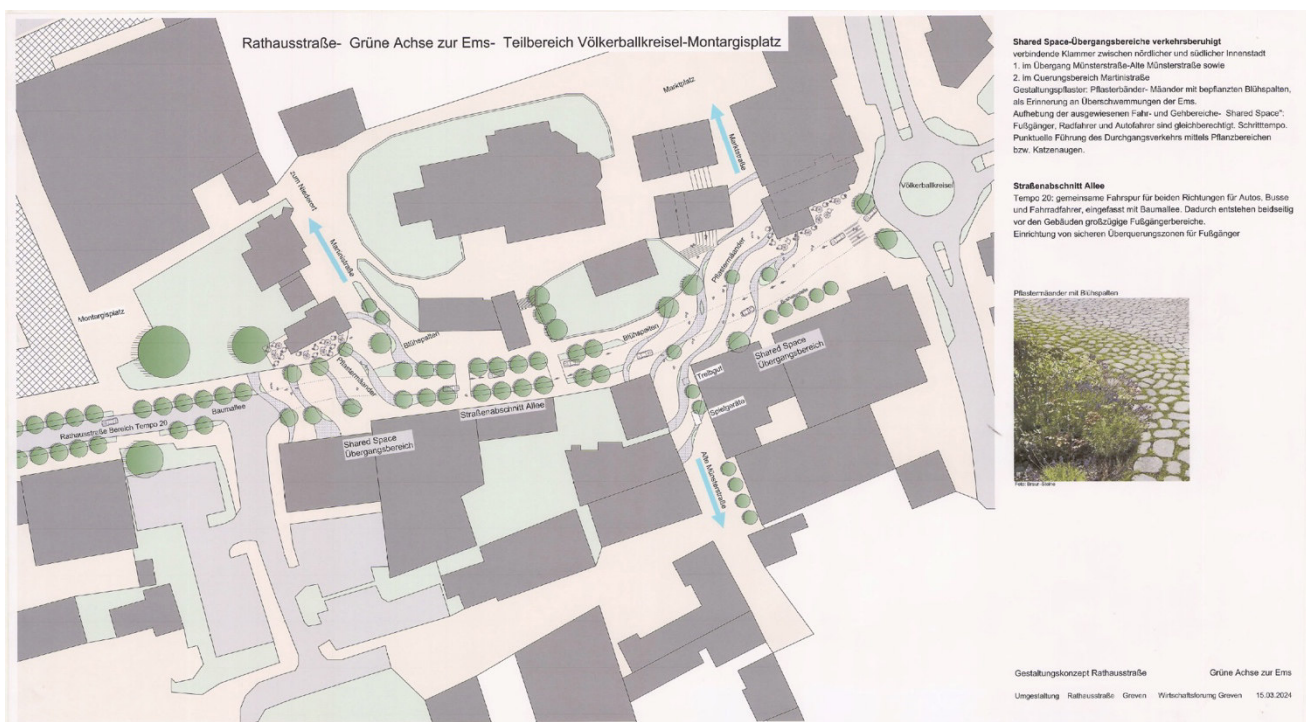 Rathausstraße- Grüne Achse zur Ems- Teilbereich Völkerballkreisel-Montargisplatz
Marktplatz
Marktstraße
Völkerballkreisel
zum Niederort
Martinistraße
Montargisplatz
Pflastermäander
Blühspalten
Blühspalten
Pflastermäander
Shared Space
Übergangsbereich
Treibgut
Spielgeräte
Baumallee
Straßenabschnitt Allee
Rathausstraße Bereich Tempo 20
Shared Space
Übergangsbereich
Alte Münsterstraße
Shared Space-Übergangsbereiche verkehrsberuhigt
verbindende Klammer zwischen nördlicher und südlicher Innenstadt
1. im Übergang Münsterstraße-Alte Münsterstraße sowie
2. im Querungsbereich Martinistraße
Gestaltungspflaster: Pflasterbänder- Mäander mit bepflanzten Blühspalten,
als Erinnerung an Überschwemmungen der Ems.
Aufhebung der ausgewiesenen Fahr- und Gehbereiche- Shared Space":
Fußgänger, Radfahrer und Autofahrer sind gleichberechtigt. Schritttempo.
Punktuelle Führung des Durchgangsverkehrs mittels Pflanzbereichen
bzw. Katzenaugen.
Straßenabschnitt Allee
Tempo 20: gemeinsame Fahrspur für beiden Richtungen für Autos, Busse
und Fahrradfahrer, eingefasst mit Baumallee. Dadurch entstehen beidseitig
vor den Gebäuden großzügige Fußgängerbereiche.
Einrichtung von sicheren Überquerungszonen für Fußgänger
Pflastermäander mit Blühspalten
Gestaltungskonzept Rathausstraße Grüne Achse zur Ems
Umgestaltung Rathausstraße Greven Wirtschaftsforumg Greven 15.03.2024